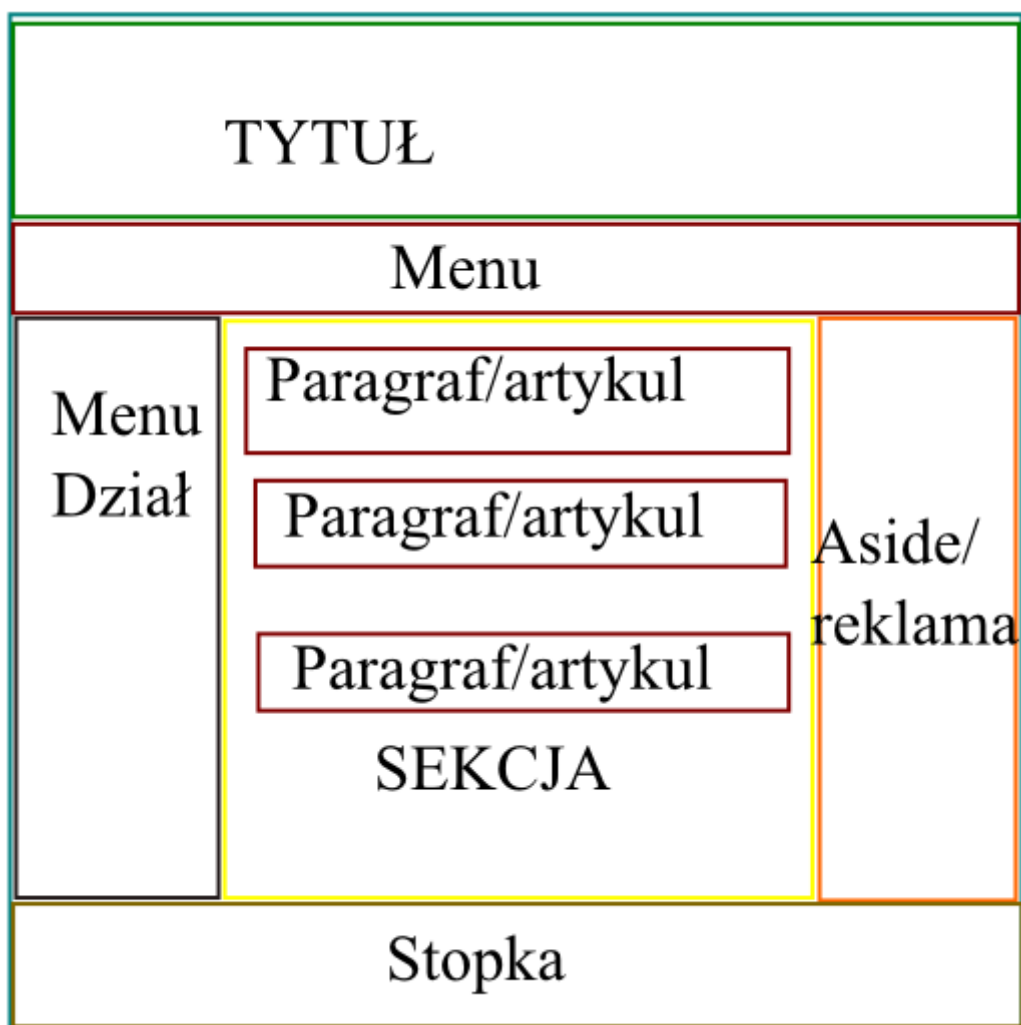 TYTUŁ
Menu
Menu
Dział
Paragraf/artykul
Paragraf/artykul
Paragraf/artykul
SEKCJA
Aside/
reklama
Stopka